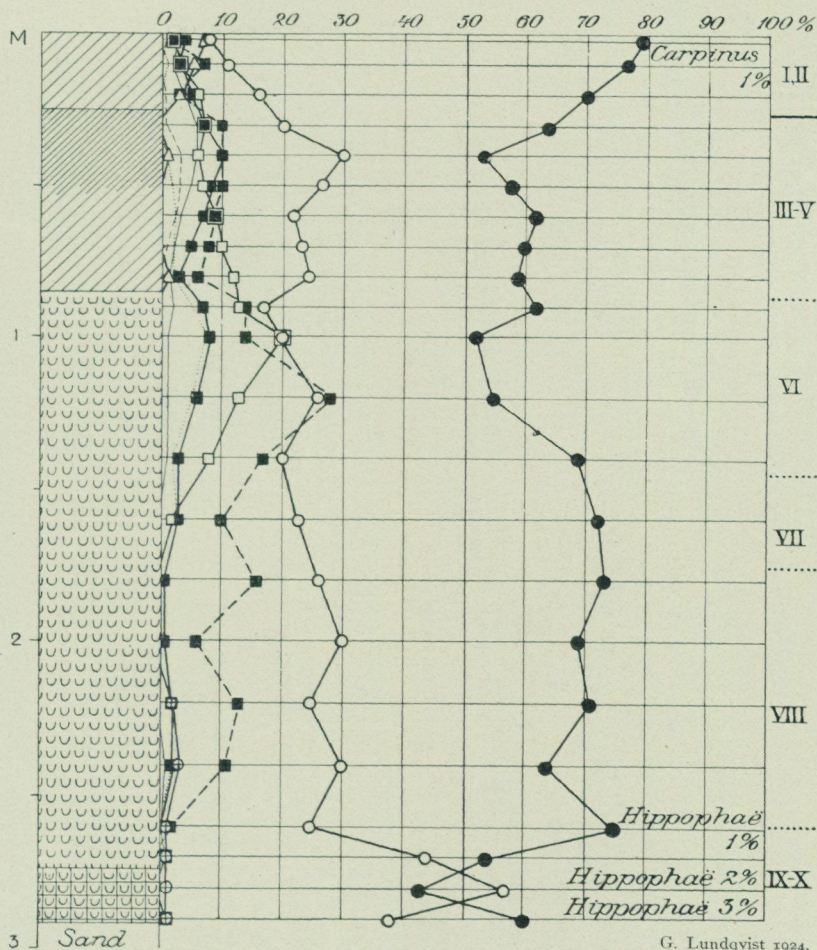 0 10 20 30 40 50 60 70 80 90 100%
M
Carpinus
1%
I,II
III-V
1
VI
VII
2
VIII
Hippophaë
1%
Hippophaë 2%
IX-X
Hippophaë 3%
3
Sand
G. Lundqvist 1924.